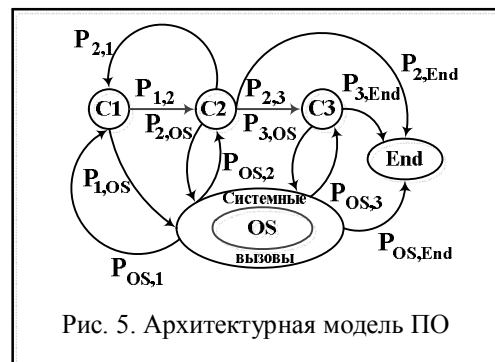 P2,1
P1,2
P2,3
P3,End
P2,End
C1
C2
C3
P2,OS
P3,OS
End
P1,OS
POS,2
POS,3
Системные
OS
вызовы
POS,1
POS,End
Рис. 5. Архитектурная модель ПО